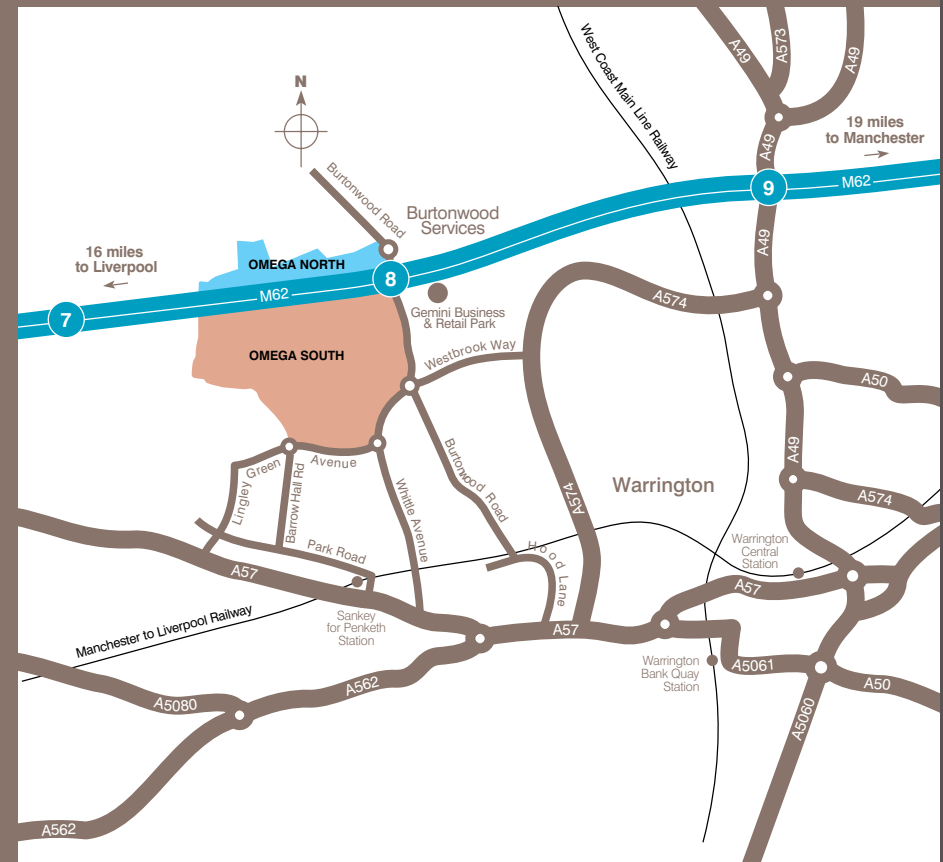 A49
A573
A49
West Coast Main Line Railway
19 miles
to Manchester
A49
N
Burtonwood Road
Burtonwood
Services
9
M62
A49
16 miles
to Liverpool
OMEGA NORTH
8
M62
7
Gemini Business
& Retail Park
A574
OMEGA SOUTH
Westbrook Way
A50
A49
Lingley
Green
Avenue
Barrow Hall Rd
Whittle Avenue
Burtonwood Road
A574
Warrington
A574
Park Road
Hood Lane
Warrington
Central
Station
A57
A57
Sankey
for Penketh
Station
Manchester to Liverpool Railway
A57
Warrington
Bank Quay
Station
A5061
A50
A562
A5080
A5060
A562